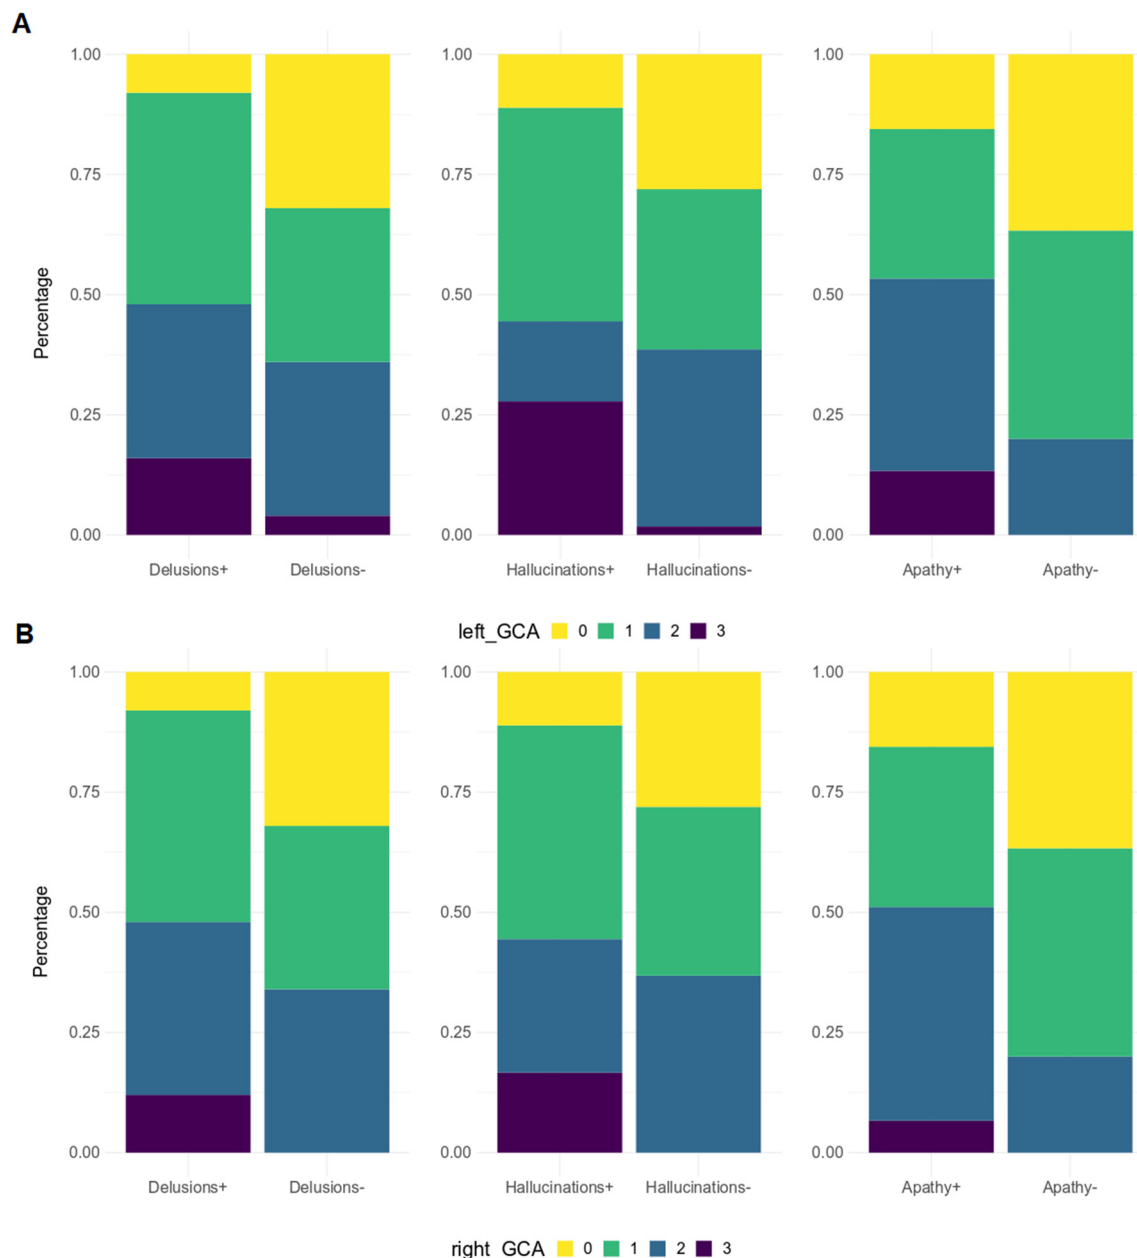 A
1.00 1.00 1.00
0.75 0.75 0.75
0.50 0.50 0.50
Percentage
0.25 0.25 0.25
0.00 0.00 0.00
Delusions+ Delusions- Hallucinations+ Hallucinations- Apathy+ Apathy-
left_GCA 0 1 2 3
B
1.00 1.00 1.00
0.75 0.75 0.75
0.50 0.50 0.50
Percentage
0.25 0.25 0.25
0.00 0.00 0.00
Delusions+ Delusions- Hallucinations+ Hallucinations- Apathy+ Apathy-
right_GCA 0 1 2 3